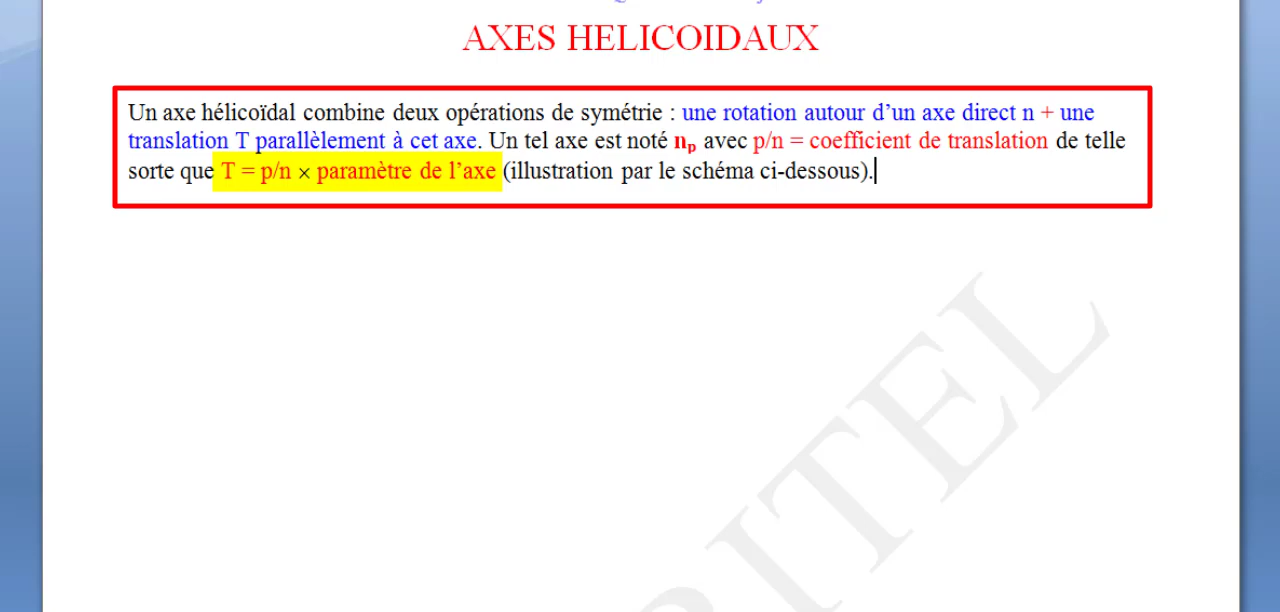 AXES HELICOIDAUX
Un axe hélicoïdal combine deux opérations de symétrie : une rotation autour d’un axe direct n + une
translation T parallèlement à cet axe. Un tel axe est noté np avec p/n = coefficient de translation de telle
sorte que T = p/n × paramètre de l’axe (illustration par le schéma ci-dessous).